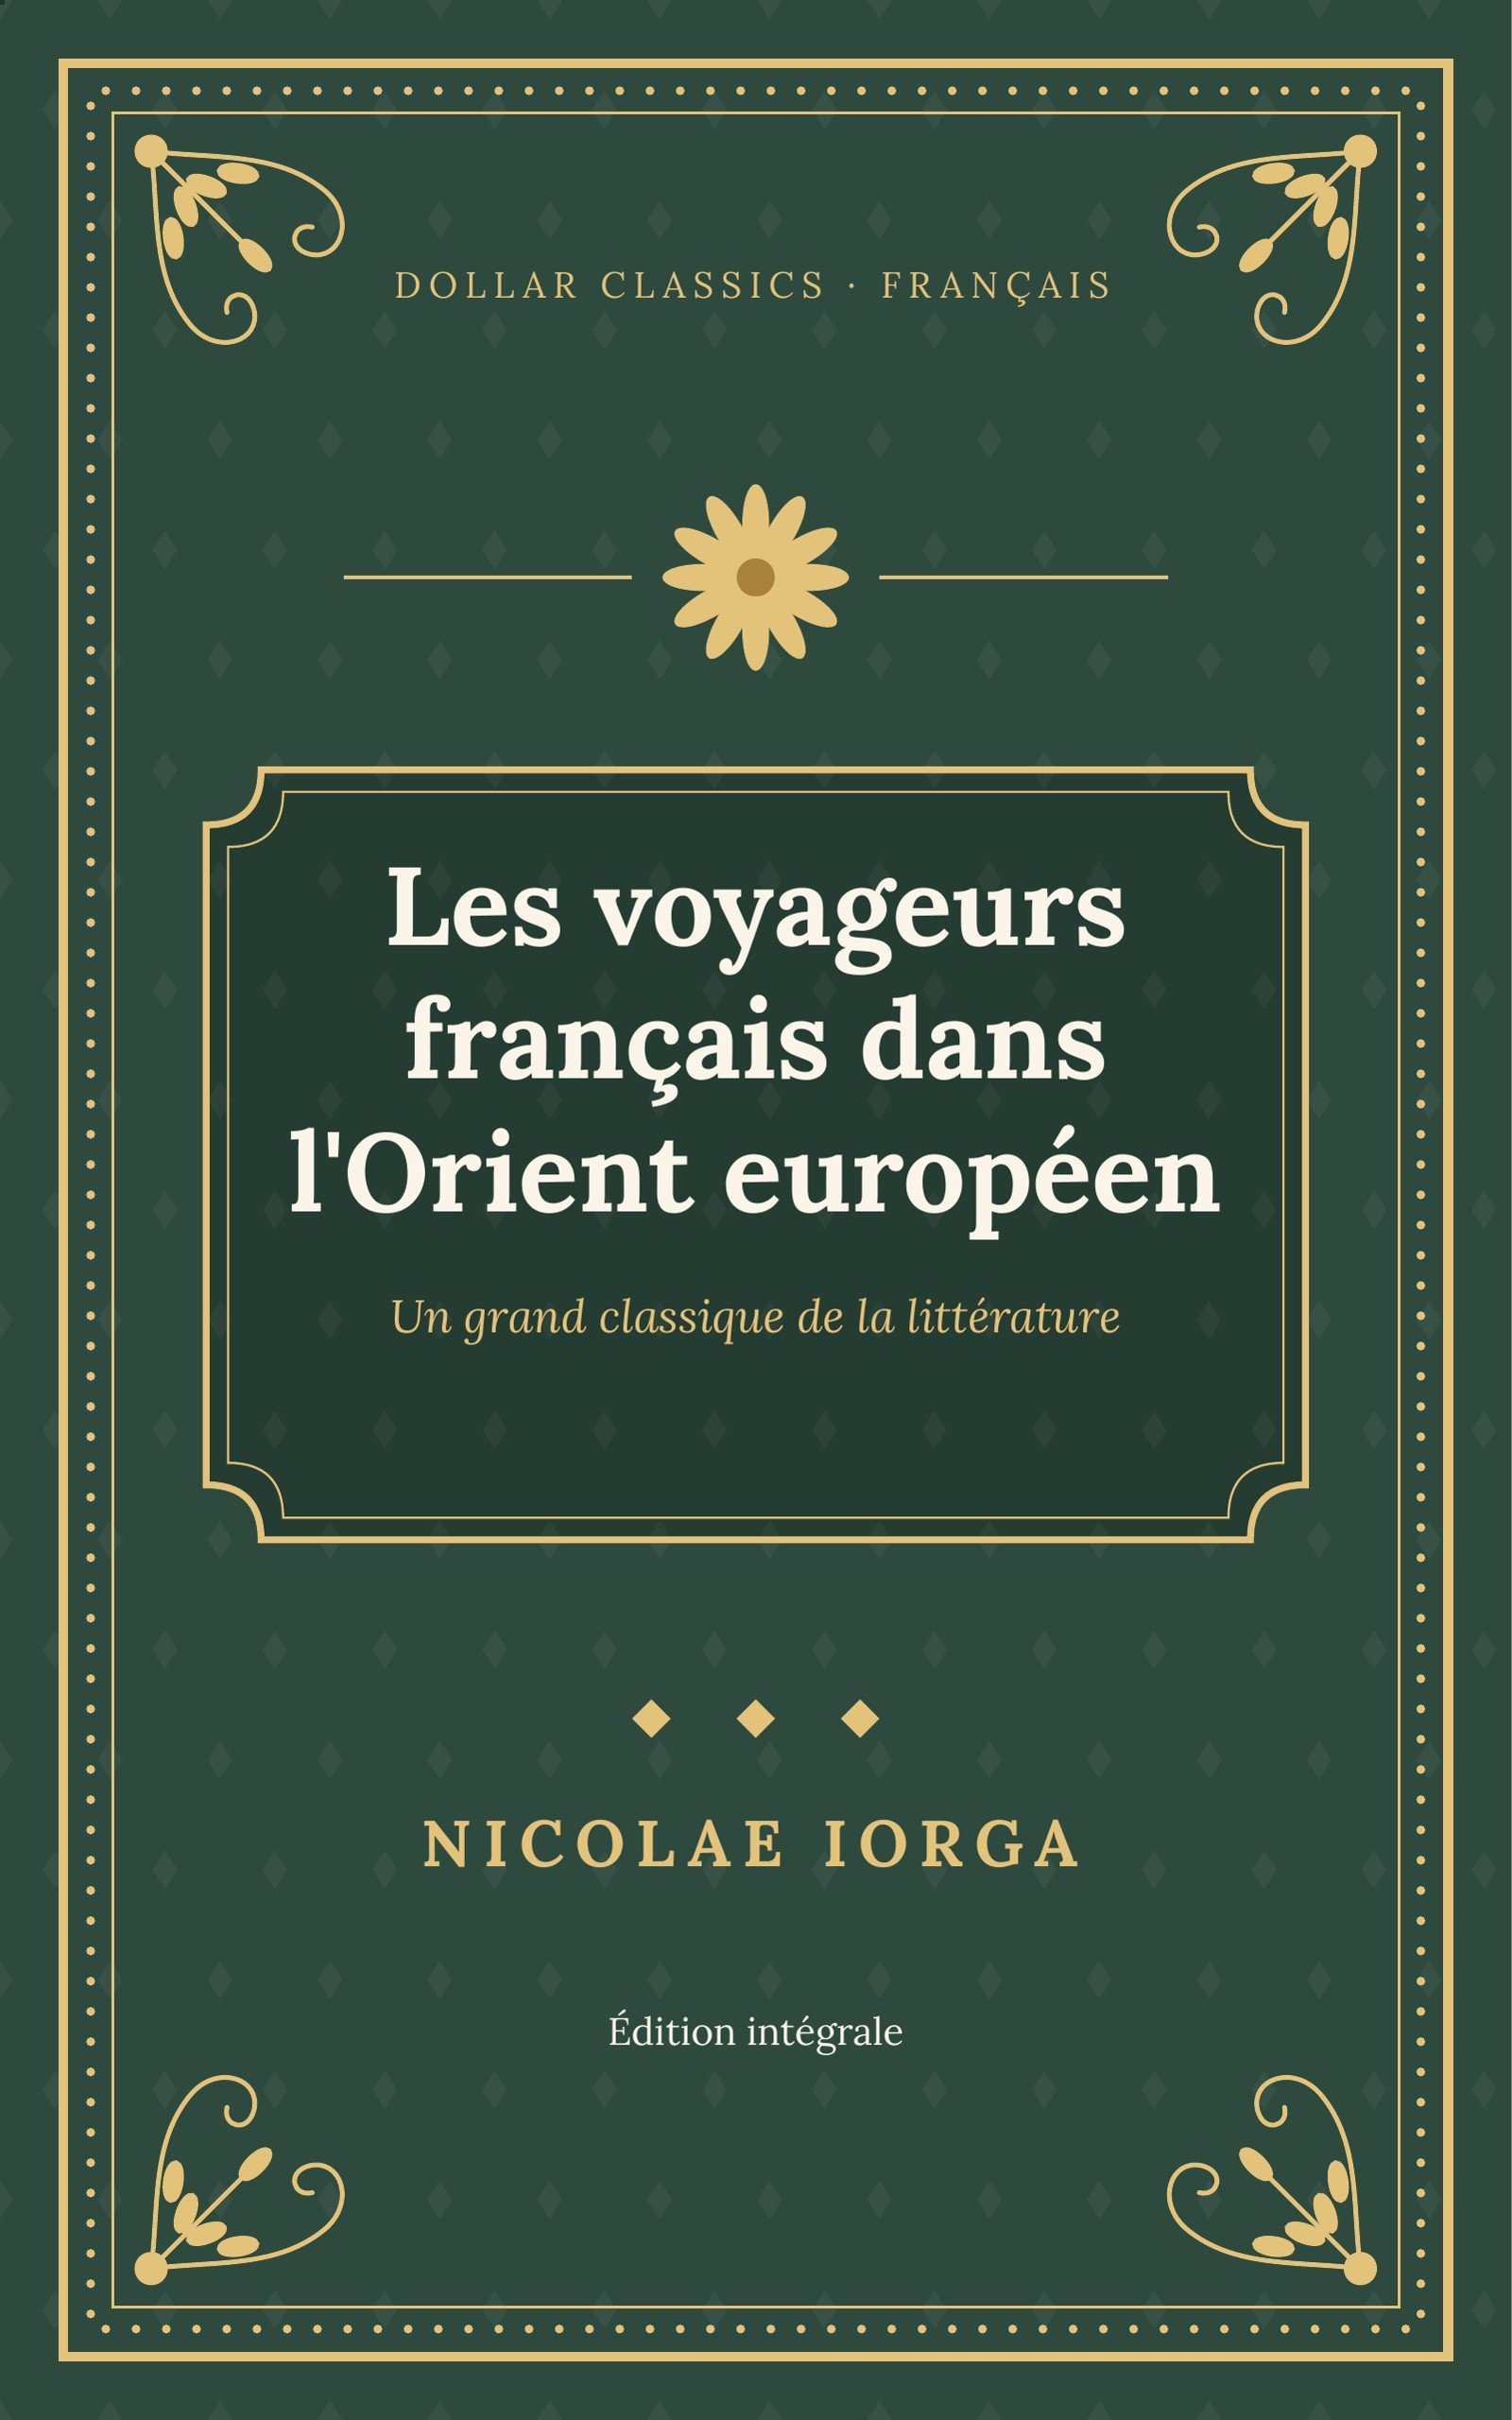 DOLLAR CLASSICS · FRANÇAIS
Les voyageurs
français dans
l'Orient européen
Un grand classique de la littérature
NICOLAE IORGA
Édition intégrale